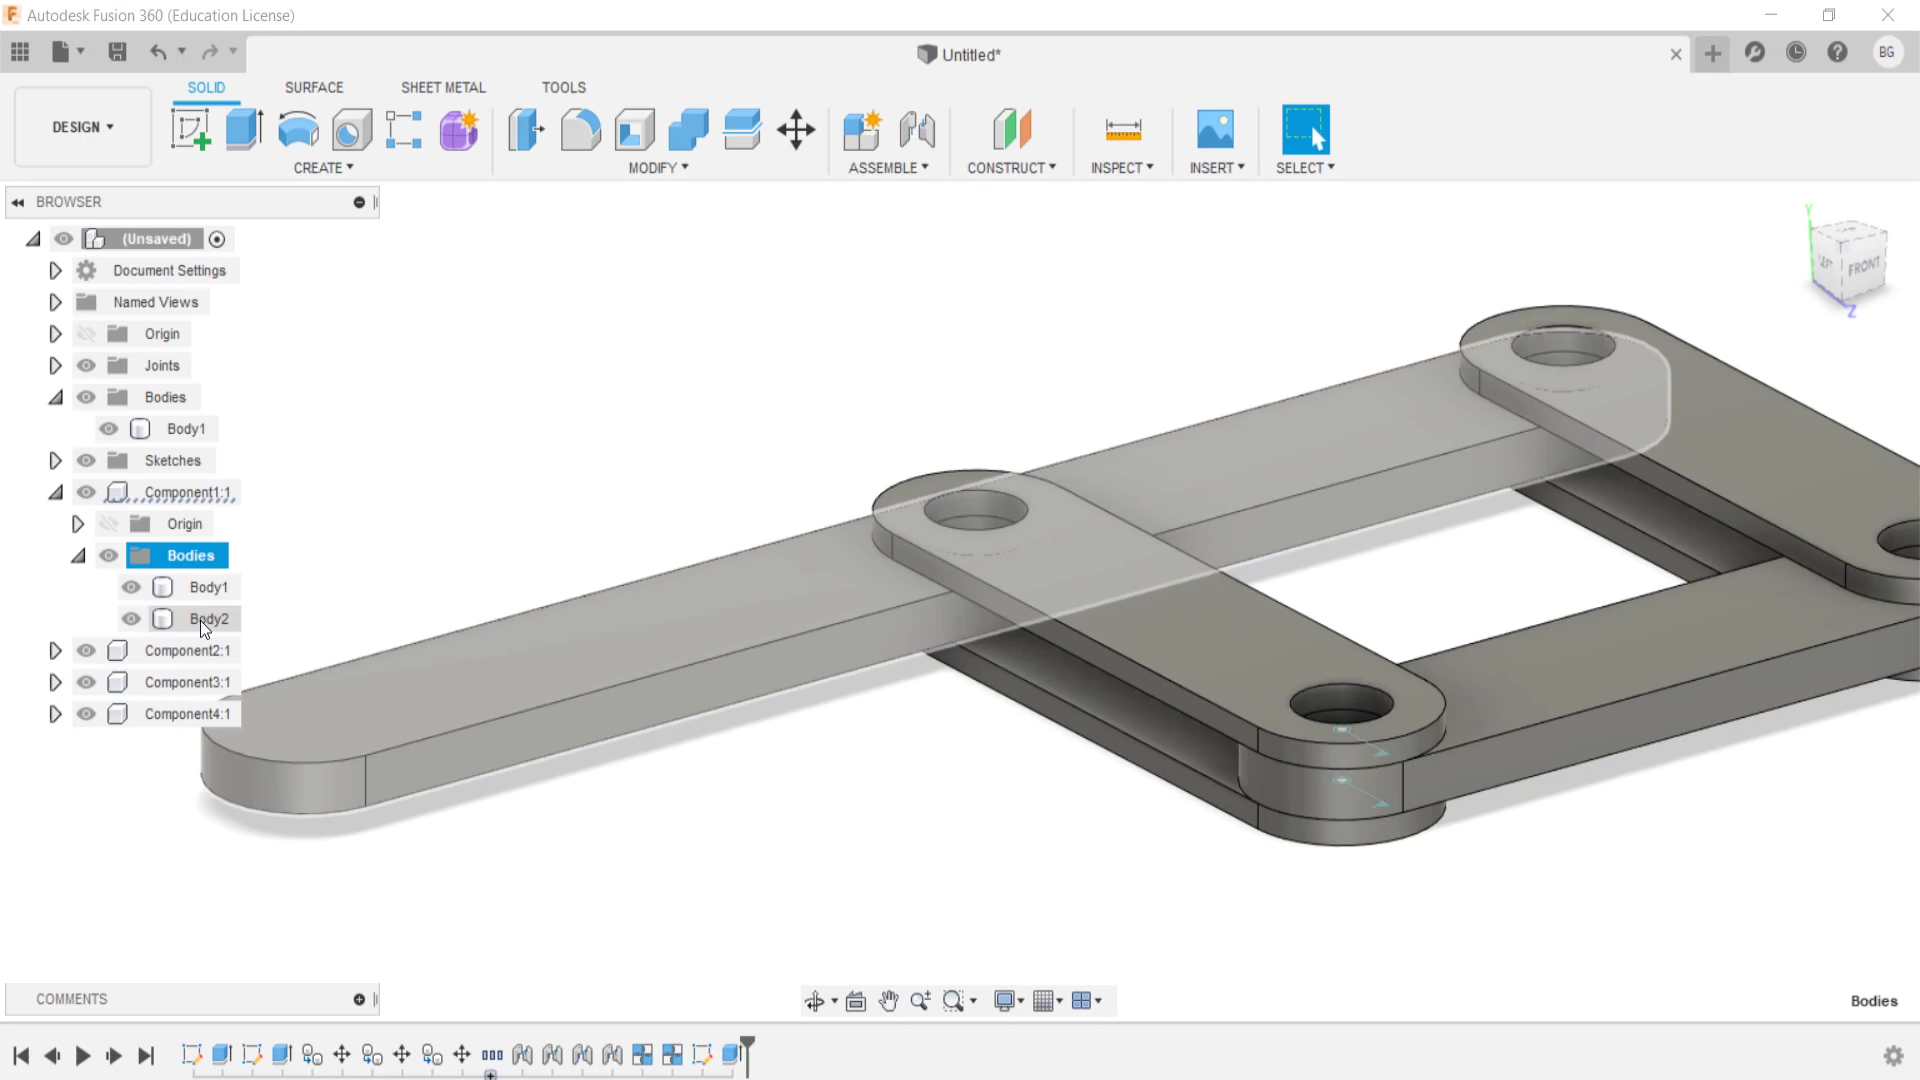 Autodesk Fusion 360 (Education License)
Untitled*
BG
DESIGN
SOLID
SURFACE
SHEET METAL
TOOLS
CREATE
MODIFY
ASSEMBLE
CONSTRUCT
INSPECT
INSERT
SELECT
BROWSER
(Unsaved)
Document Settings
Named Views
Origin
Joints
Bodies
Body1
Sketches
Component1:1
Origin
Bodies
Body1
Body2
Component2:1
Component3:1
Component4:1
Y
LEFT
FRONT
Z
COMMENTS
Bodies